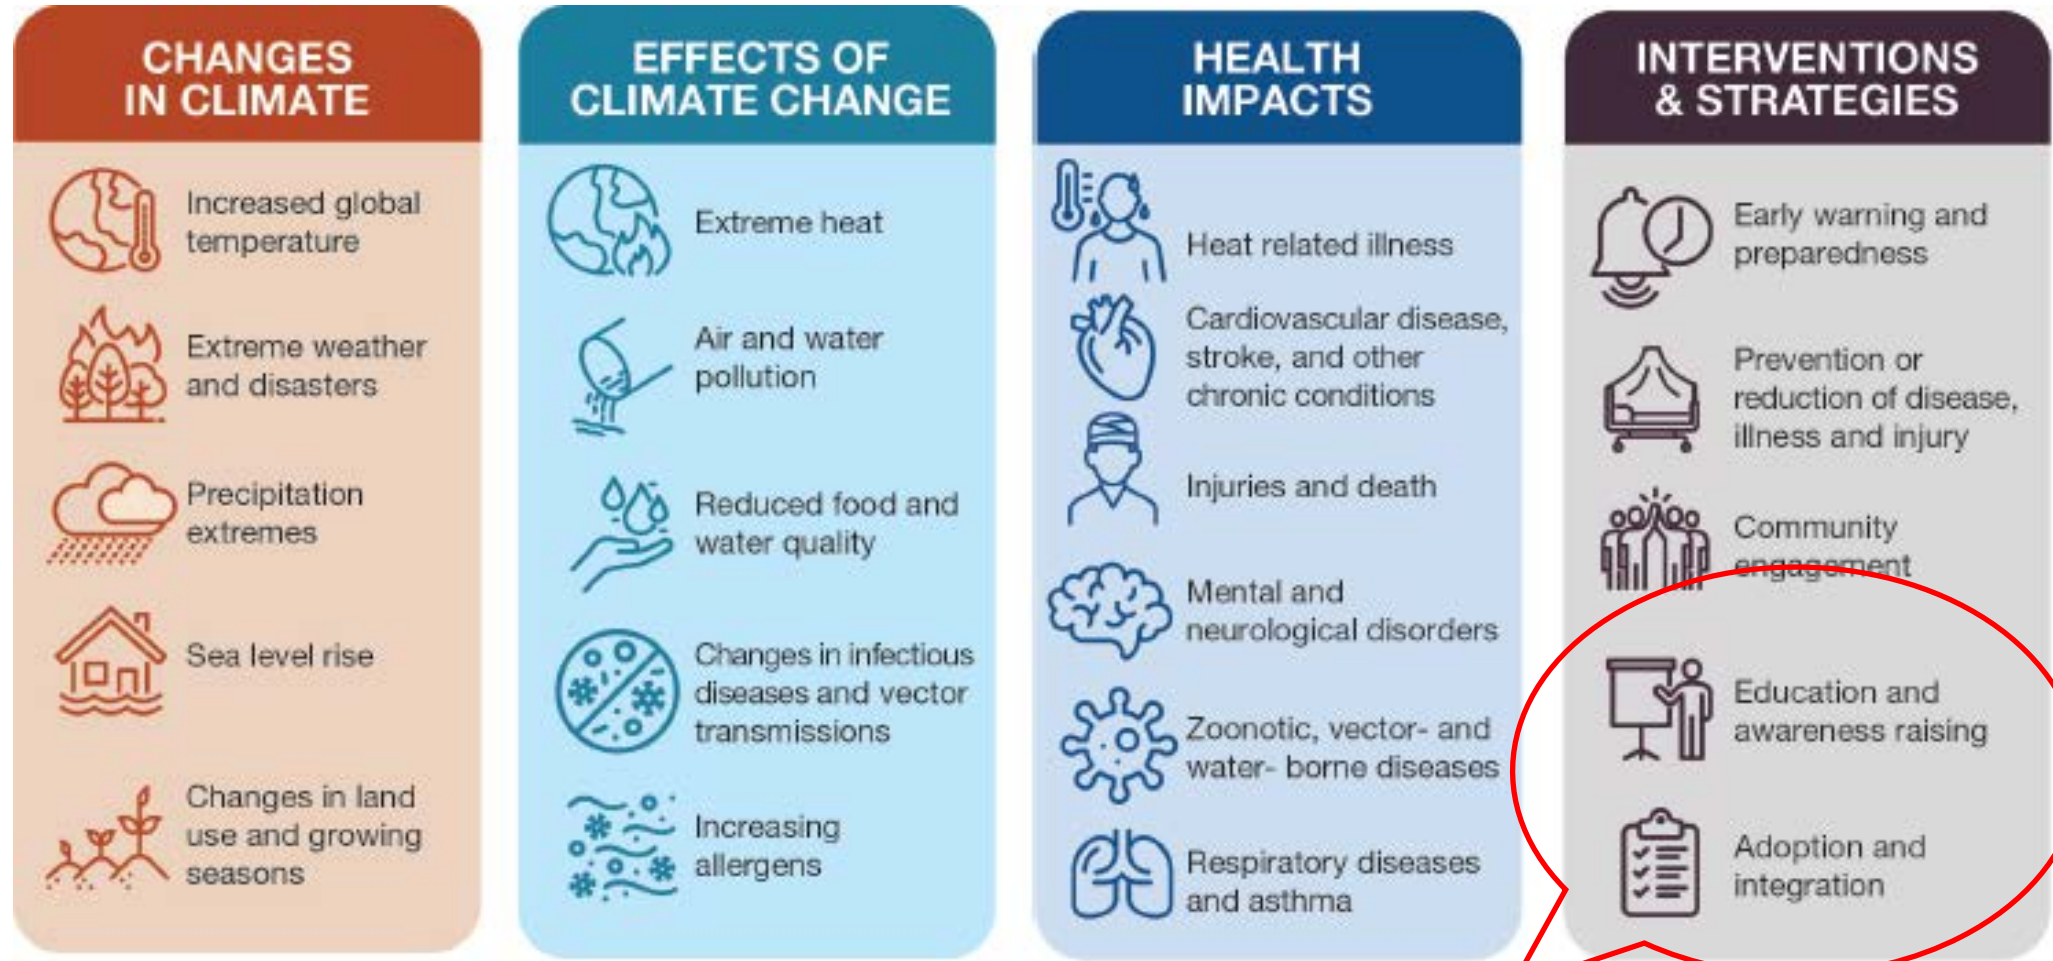 CHANGES
IN CLIMATE
Increased global
temperature
Extreme weather
and disasters
Precipitation
extremes
Sea level rise
Changes in land
use and growing
seasons
EFFECTS OF
CLIMATE CHANGE
Extreme heat
Air and water
pollution
Reduced food and
water quality
Changes in infectious
diseases and vector
transmissions
Increasing
allergens
HEALTH
IMPACTS
Heat related illness
Cardiovascular disease,
stroke, and other
chronic conditions
Injuries and death
Mental and
neurological disorders
Zoonotic, vector- and
water- borne diseases
Respiratory diseases
and asthma
INTERVENTIONS
& STRATEGIES
Early warning and
preparedness
Prevention or
reduction of disease,
illness and injury
Community
engagement
Education and
awareness raising
Adoption and
integration